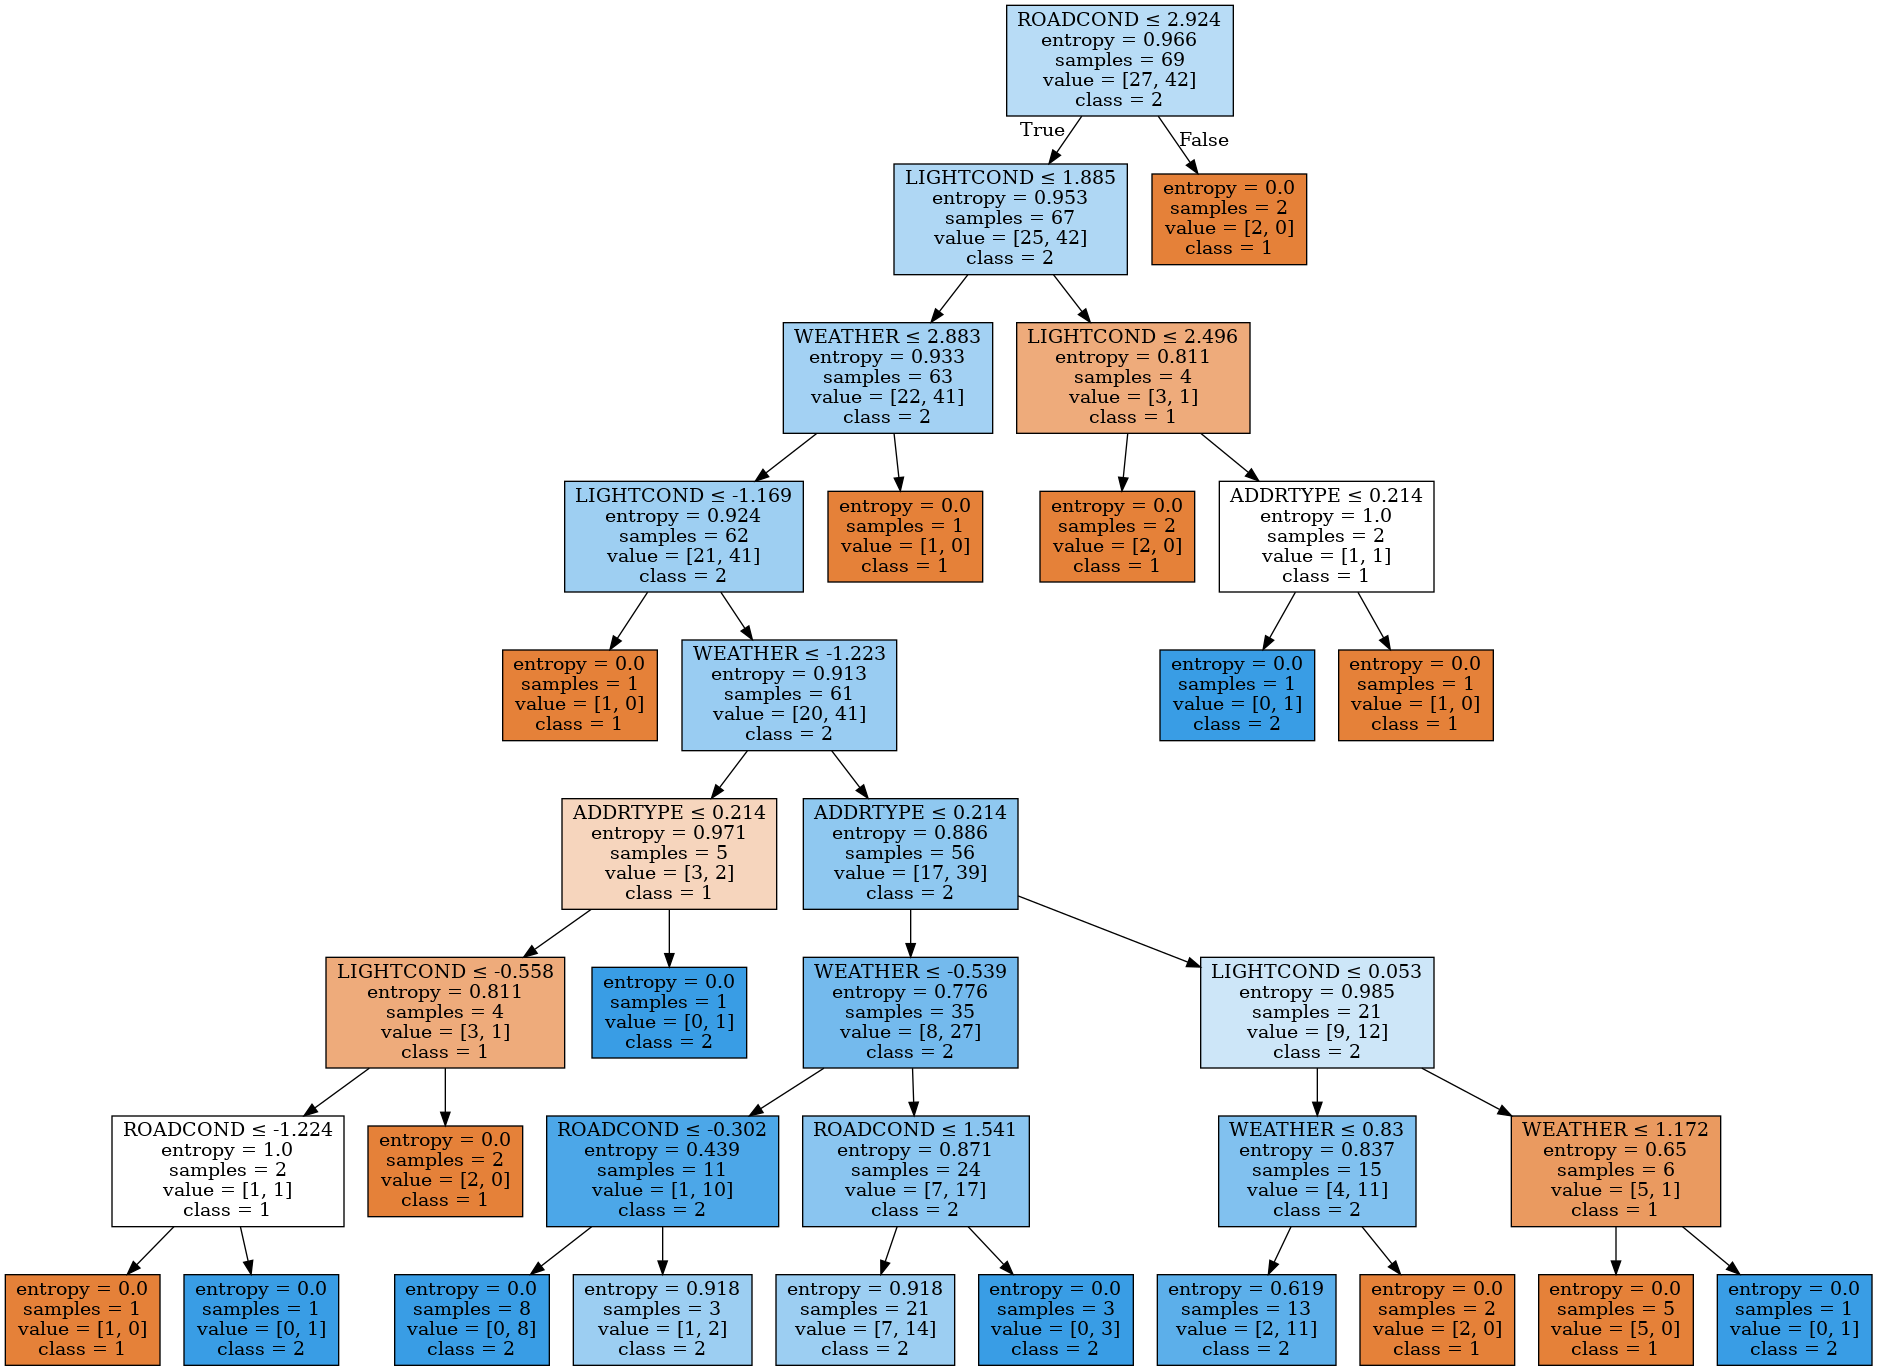 ROADCOND ≤ 2.924
entropy = 0.966
samples = 69
value = [27, 42]
class = 2
True
False
LIGHTCOND ≤ 1.885
entropy = 0.953
samples = 67
value = [25, 42]
class = 2
entropy = 0.0
samples = 2
value = [2, 0]
class = 1
WEATHER ≤ 2.883
entropy = 0.933
samples = 63
value = [22, 41]
class = 2
LIGHTCOND ≤ 2.496
entropy = 0.811
samples = 4
value = [3, 1]
class = 1
LIGHTCOND ≤ -1.169
entropy = 0.924
samples = 62
value = [21, 41]
class = 2
entropy = 0.0
samples = 1
value = [1, 0]
class = 1
entropy = 0.0
samples = 2
value = [2, 0]
class = 1
ADDRTYPE ≤ 0.214
entropy = 1.0
samples = 2
value = [1, 1]
class = 1
entropy = 0.0
samples = 1
value = [1, 0]
class = 1
WEATHER ≤ -1.223
entropy = 0.913
samples = 61
value = [20, 41]
class = 2
entropy = 0.0
samples = 1
value = [0, 1]
class = 2
entropy = 0.0
samples = 1
value = [1, 0]
class = 1
ADDRTYPE ≤ 0.214
entropy = 0.971
samples = 5
value = [3, 2]
class = 1
ADDRTYPE ≤ 0.214
entropy = 0.886
samples = 56
value = [17, 39]
class = 2
LIGHTCOND ≤ -0.558
entropy = 0.811
samples = 4
value = [3, 1]
class = 1
entropy = 0.0
samples = 1
value = [0, 1]
class = 2
WEATHER ≤ -0.539
entropy = 0.776
samples = 35
value = [8, 27]
class = 2
LIGHTCOND ≤ 0.053
entropy = 0.985
samples = 21
value = [9, 12]
class = 2
ROADCOND ≤ -1.224
entropy = 1.0
samples = 2
value = [1, 1]
class = 1
entropy = 0.0
samples = 2
value = [2, 0]
class = 1
ROADCOND ≤ -0.302
entropy = 0.439
samples = 11
value = [1, 10]
class = 2
ROADCOND ≤ 1.541
entropy = 0.871
samples = 24
value = [7, 17]
class = 2
WEATHER ≤ 0.83
entropy = 0.837
samples = 15
value = [4, 11]
class = 2
WEATHER ≤ 1.172
entropy = 0.65
samples = 6
value = [5, 1]
class = 1
entropy = 0.0
samples = 1
value = [1, 0]
class = 1
entropy = 0.0
samples = 1
value = [0, 1]
class = 2
entropy = 0.0
samples = 8
value = [0, 8]
class = 2
entropy = 0.918
samples = 3
value = [1, 2]
class = 2
entropy = 0.918
samples = 21
value = [7, 14]
class = 2
entropy = 0.0
samples = 3
value = [0, 3]
class = 2
entropy = 0.619
samples = 13
value = [2, 11]
class = 2
entropy = 0.0
samples = 2
value = [2, 0]
class = 1
entropy = 0.0
samples = 5
value = [5, 0]
class = 1
entropy = 0.0
samples = 1
value = [0, 1]
class = 2